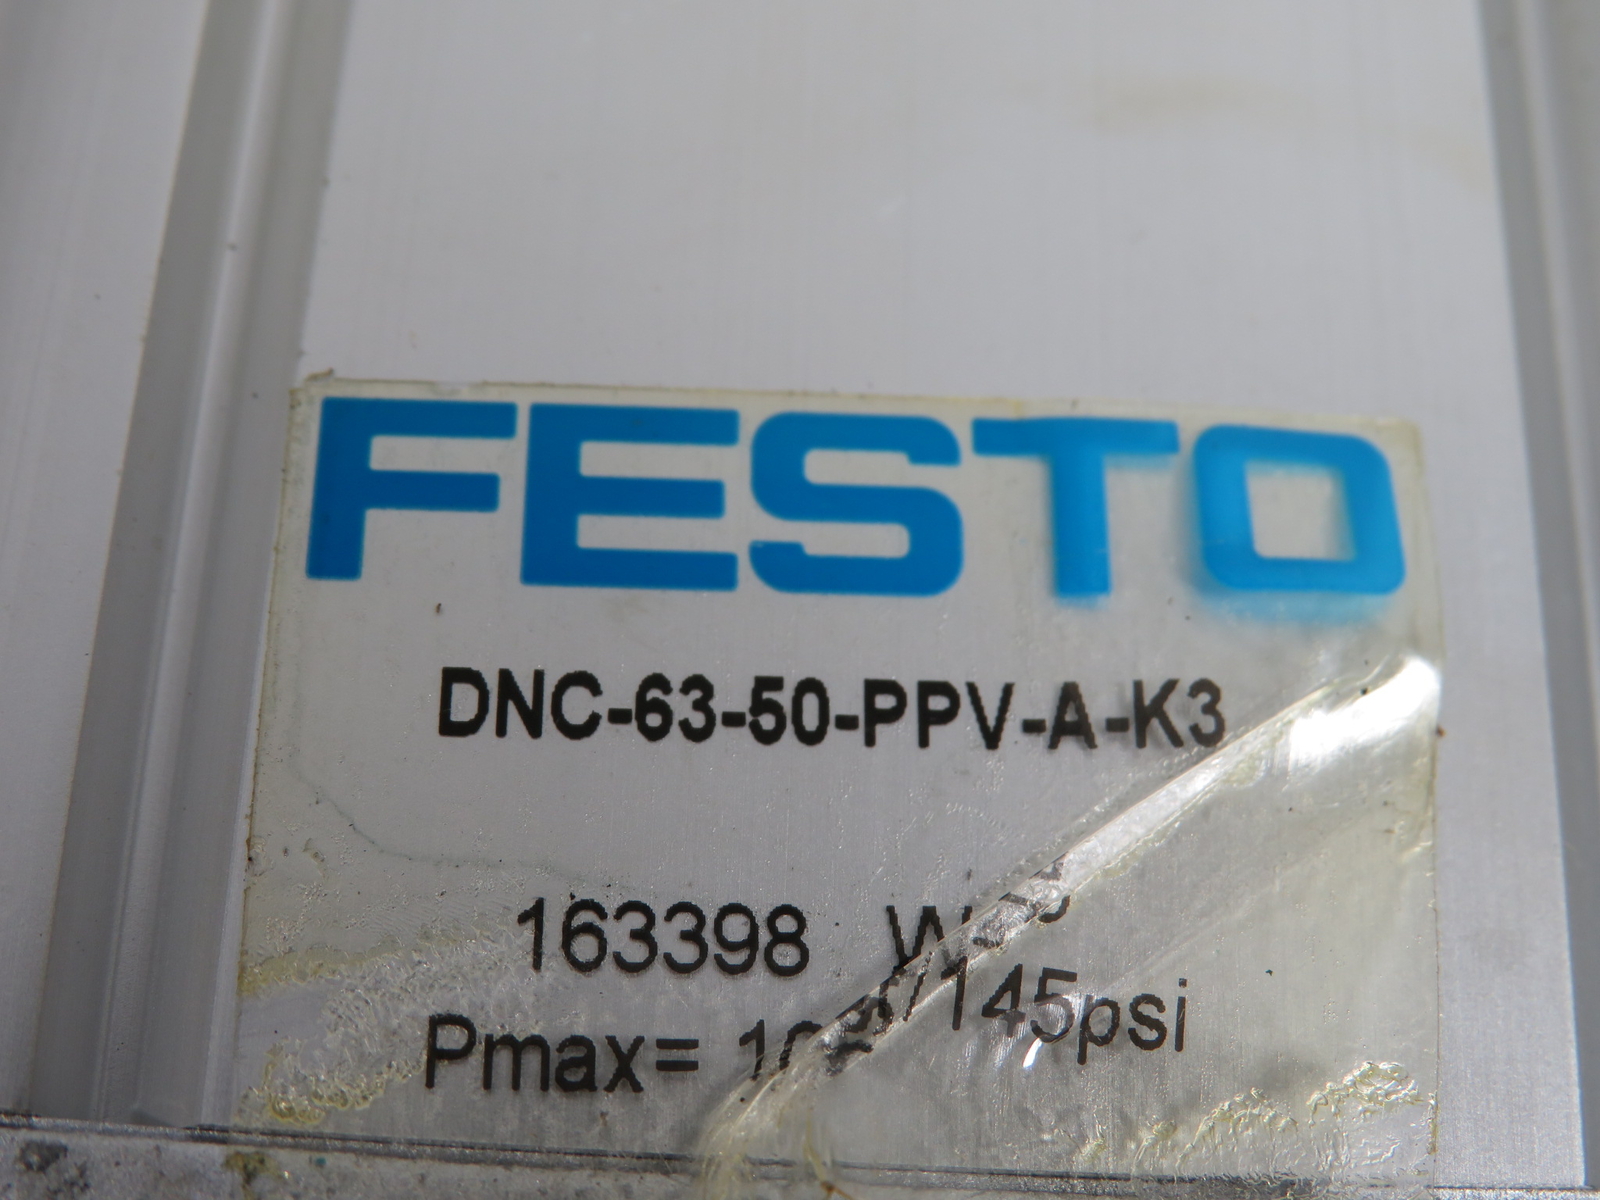 FESTO
DNC-63-50-PPV-A-K3
163398
Pmax= /145psi